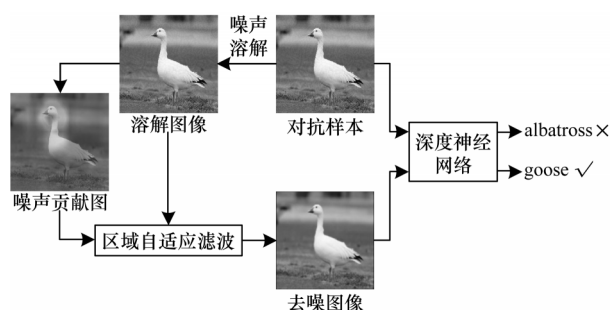 噪声
溶解
溶解图像
对抗样本
深度神经
网络
albatross×
goose √
噪声贡献图
区域自适应滤波
去噪图像